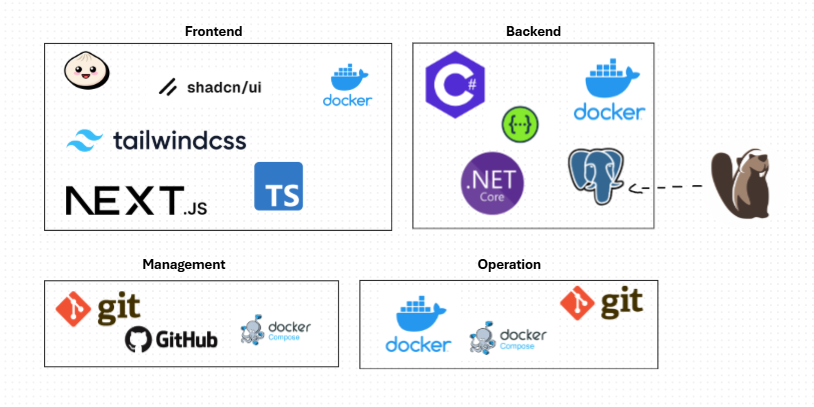 Frontend
Backend
shadcn/ui
docker
C#
docker
{··}
tailwindcss
NEXT.JS
TS
.NET
Core
Management
Operation
git
GitHub
docker
Compose
docker
docker
Compose
git